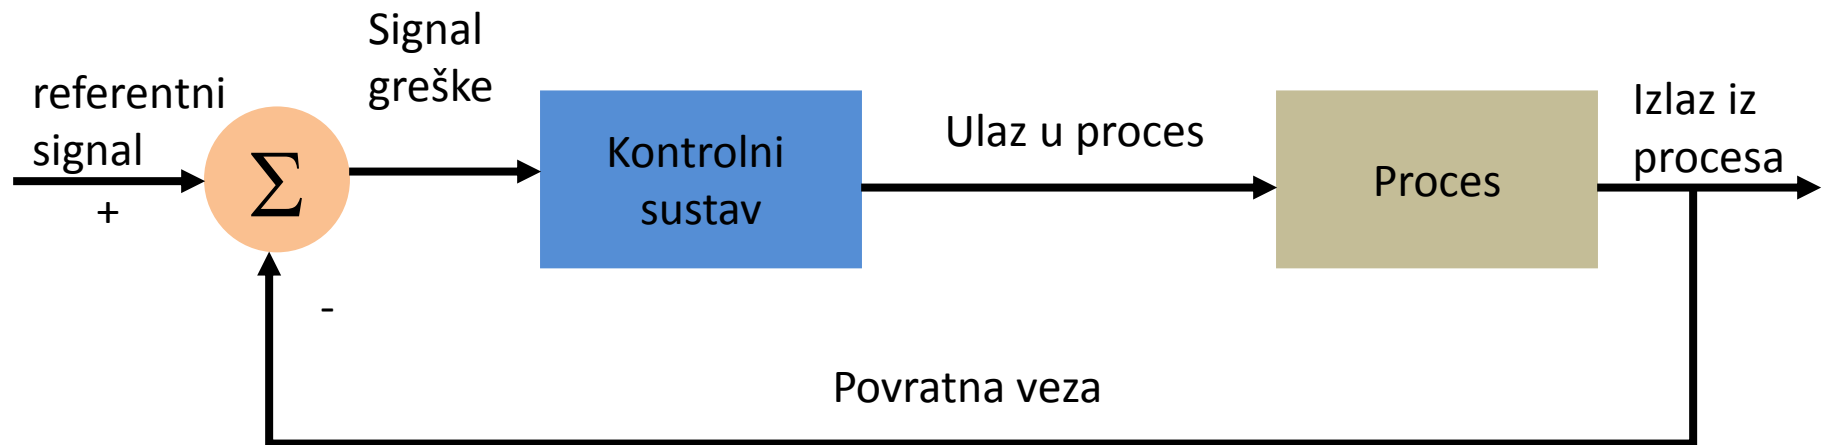 referentni
signal
+
Σ
Signal
greške
Kontrolni
sustav
Ulaz u proces
Proces
Izlaz iz
procesa
-
Povratna veza